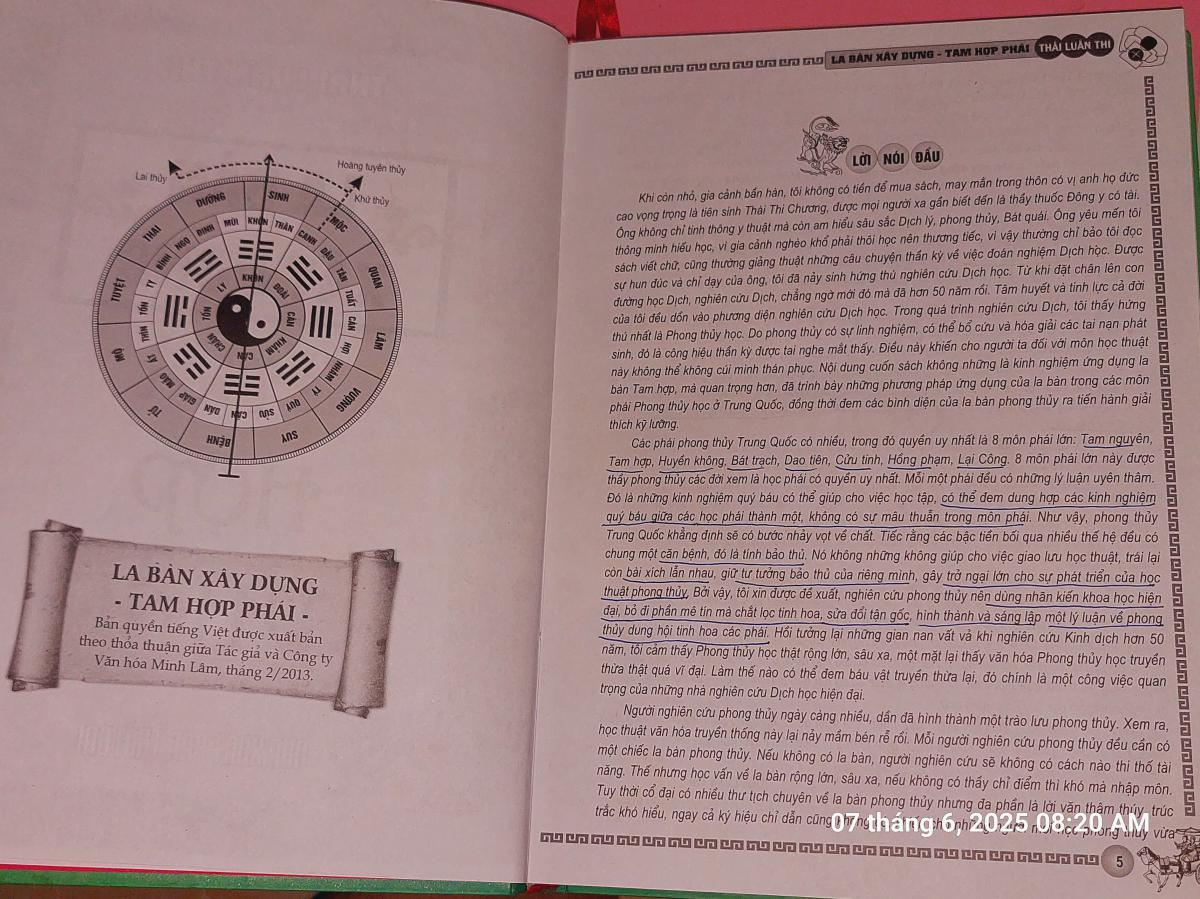 Lai thủy
Hoàng tuyền thủy
Khứ thủy
DƯỠNG
SINH
MỘC
QUAN
LÂM
VƯỢNG
SUY
BỆNH
TỬ
MỘ
TUYỆT
THAI
MÙI
KHÔN
THÂN
CANH
DẬU
TÂN
TUẤT
CÀN
HỢI
NHÂM
TÝ
QUÝ
SỬU
CẤN
DẦN
GIÁP
MÃO
ẤT
THÌN
TỐN
TỴ
BÍNH
NGỌ
ĐINH
LY
KHÔN
ĐOÀI
CÀN
KHẢM
CẤN
CHẤN
TỐN
LA BÀN XÂY DỰNG
- TAM HỢP PHÁI -
Bản quyền tiếng Việt được xuất bản
theo thỏa thuận giữa Tác giả và Công ty
Văn hóa Minh Lâm, tháng 2/2013.
LA BÀN XÂY DỰNG - TAM HỢP PHÁI THÁI LUÂN THI
LỜI NÓI ĐẦU
Khi còn nhỏ, gia cảnh bần hàn, tôi không có tiền để mua sách, may mắn trong thôn có vị anh họ đức
cao vọng trọng là tiên sinh Thái Thi Chương, được mọi người xa gần biết đến là thầy thuốc Đông y có tài.
Ông không chỉ tinh thông y thuật mà còn am hiểu sâu sắc Dịch lý, phong thủy, Bát quái. Ông yêu mến tôi
thông minh hiếu học, vì gia cảnh nghèo khổ phải thôi học nên thương tiếc, vì vậy thường chỉ bảo tôi đọc
sách viết chữ, cũng thường giảng thuật những câu chuyện thần kỳ về việc đoán nghiệm Dịch học. Được
sự hun đúc và chỉ dạy của ông, tôi đã nảy sinh hứng thú nghiên cứu Dịch học. Từ khi đặt chân lên con
đường học Dịch, nghiên cứu Dịch, chẳng ngờ mới đó mà đã hơn 50 năm rồi. Tâm huyết và tinh lực cả đời
của tôi đều dồn vào phương diện nghiên cứu Dịch học. Trong quá trình nghiên cứu Dịch, tôi thấy hứng
thú nhất là Phong thủy học. Do phong thủy có sự linh nghiệm, có thể bổ cứu và hóa giải các tai nạn phát
sinh, đó là công hiệu thần kỳ được tai nghe mắt thấy. Điều này khiến cho người ta đối với môn học thuật
này không thể không cúi mình thán phục. Nội dung cuốn sách không những là kinh nghiệm ứng dụng la
bàn Tam hợp, mà quan trọng hơn, đã trình bày những phương pháp ứng dụng của la bàn trong các môn
phái Phong thủy học ở Trung Quốc, đồng thời đem các bình diện của la bàn phong thủy ra tiến hành giải
thích kỹ lưỡng.
Các phái phong thủy Trung Quốc có nhiều, trong đó quyền uy nhất là 8 môn phái lớn: Tam nguyên,
Tam hợp, Huyền không, Bát trạch, Dao tiên, Cửu tinh, Hồng phạm, Lại Công. 8 môn phái lớn này được
thầy phong thủy các đời xem là học phái có quyền uy nhất. Mỗi một phái đều có những lý luận uyên thâm.
Đó là những kinh nghiệm quý báu có thể giúp cho việc học tập, có thể đem dung hợp các kinh nghiệm
quý báu giữa các học phái thành một, không có sự mâu thuẫn trong môn phái. Như vậy, phong thủy
Trung Quốc khẳng định sẽ có bước nhảy vọt về chất. Tiếc rằng các bậc tiền bối qua nhiều thế hệ đều có
chung một căn bệnh, đó là tính bảo thủ. Nó không những không giúp cho việc giao lưu học thuật, trái lại
còn bài xích lẫn nhau, giữ tư tưởng bảo thủ của riêng mình, gây trở ngại lớn cho sự phát triển của học
thuật phong thủy. Bởi vậy, tôi xin được đề xuất, nghiên cứu phong thủy nên dùng nhãn kiến khoa học hiện
đại, bỏ đi phần mê tín mà chắt lọc tinh hoa, sửa đổi tận gốc, hình thành và sáng lập một lý luận về phong
thủy dung hội tinh hoa các phái. Hồi tưởng lại những gian nan vất vả khi nghiên cứu Kinh dịch hơn 50
năm, tôi cảm thấy Phong thủy học thật rộng lớn, sâu xa, một mặt lại thấy văn hóa Phong thủy học truyền
thừa thật quá vĩ đại. Làm thế nào có thể đem báu vật truyền thừa lại, đó chính là một công việc quan
trọng của những nhà nghiên cứu Dịch học hiện đại.
Người nghiên cứu phong thủy ngày càng nhiều, dần đã hình thành một trào lưu phong thủy. Xem ra,
học thuật văn hóa truyền thống này lại nảy mầm bén rễ rồi. Mỗi người nghiên cứu phong thủy đều cần có
một chiếc la bàn phong thủy. Nếu không có la bàn, người nghiên cứu sẽ không có cách nào thi thố tài
năng. Thế nhưng học vấn về la bàn rộng lớn, sâu xa, nếu không có thầy chỉ điểm thì khó mà nhập môn.
Tuy thời cổ đại có nhiều thư tịch chuyên về la bàn phong thủy nhưng đa phần là lời văn thâm thúy, trúc
trắc khó hiểu, ngay cả ký hiệu chỉ dẫn cũng học phong thủy vừa
07 tháng 6, 2025 08:20 AM
5